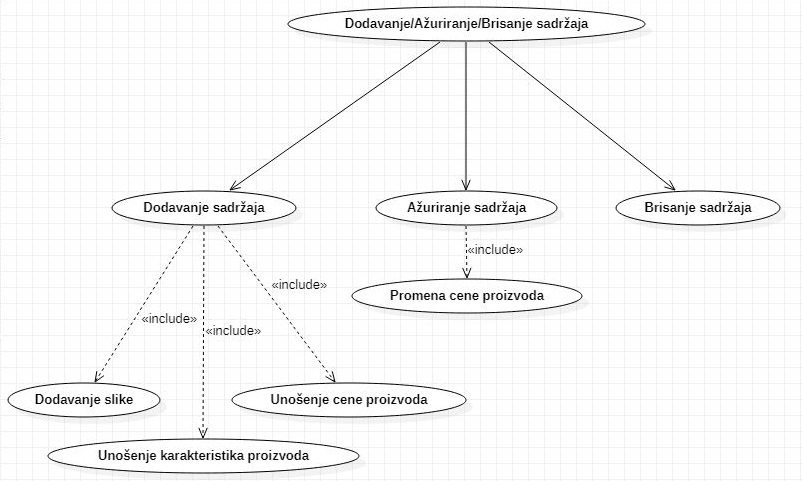 Dodavanje/Ažuriranje/Brisanje sadržaja
Dodavanje sadržaja
Ažuriranje sadržaja
Brisanje sadržaja
«include»
«include»
Promena cene proizvoda
«include»
«include»
Dodavanje slike
Unošenje cene proizvoda
Unošenje karakteristika proizvoda